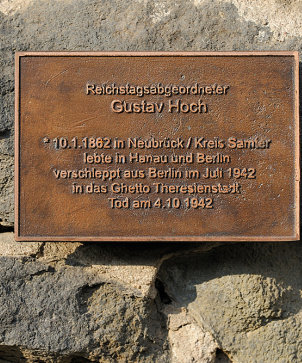 Reichstagsabgeordneter
Gustav Hoch
* 10.1.1862 in Neubrück / Kreis Samter
lebte in Hanau und Berlin
verschleppt aus Berlin im Juli 1942
in das Ghetto Theresienstadt
Tod am 4.10.1942